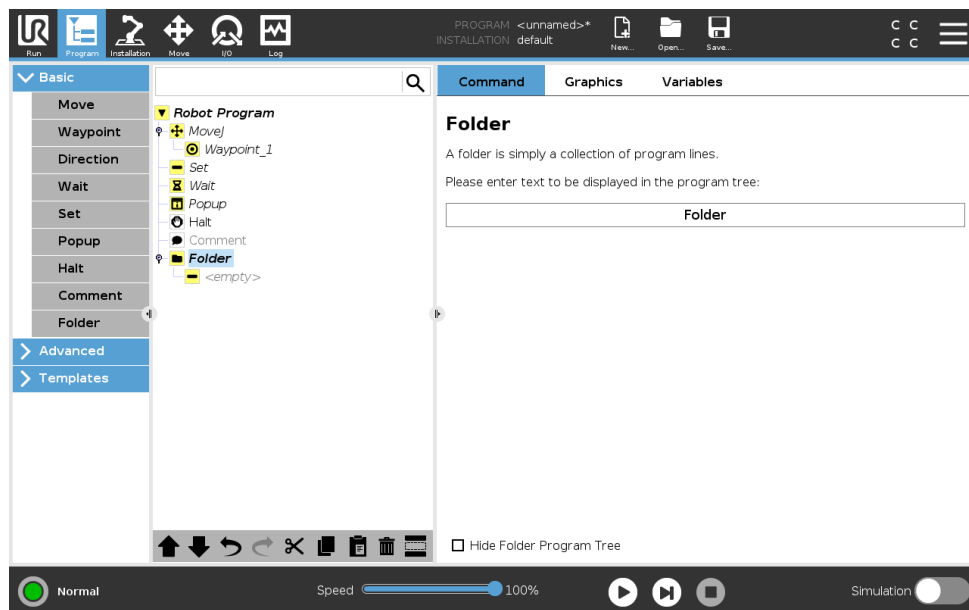 UR
Run
Program
Installation
Move
I/O
Log
PROGRAM <unnamed>*
INSTALLATION default
New...
Open...
Save...
C C
C C
Basic
Move
Waypoint
Direction
Wait
Set
Popup
Halt
Comment
Folder
Advanced
Templates
Robot Program
MoveJ
Waypoint_1
Set
Wait
Popup
Halt
Comment
Folder
<empty>
Command Graphics Variables
Folder
A folder is simply a collection of program lines.
Please enter text to be displayed in the program tree:
Folder
Hide Folder Program Tree
Normal
Speed 100%
Simulation